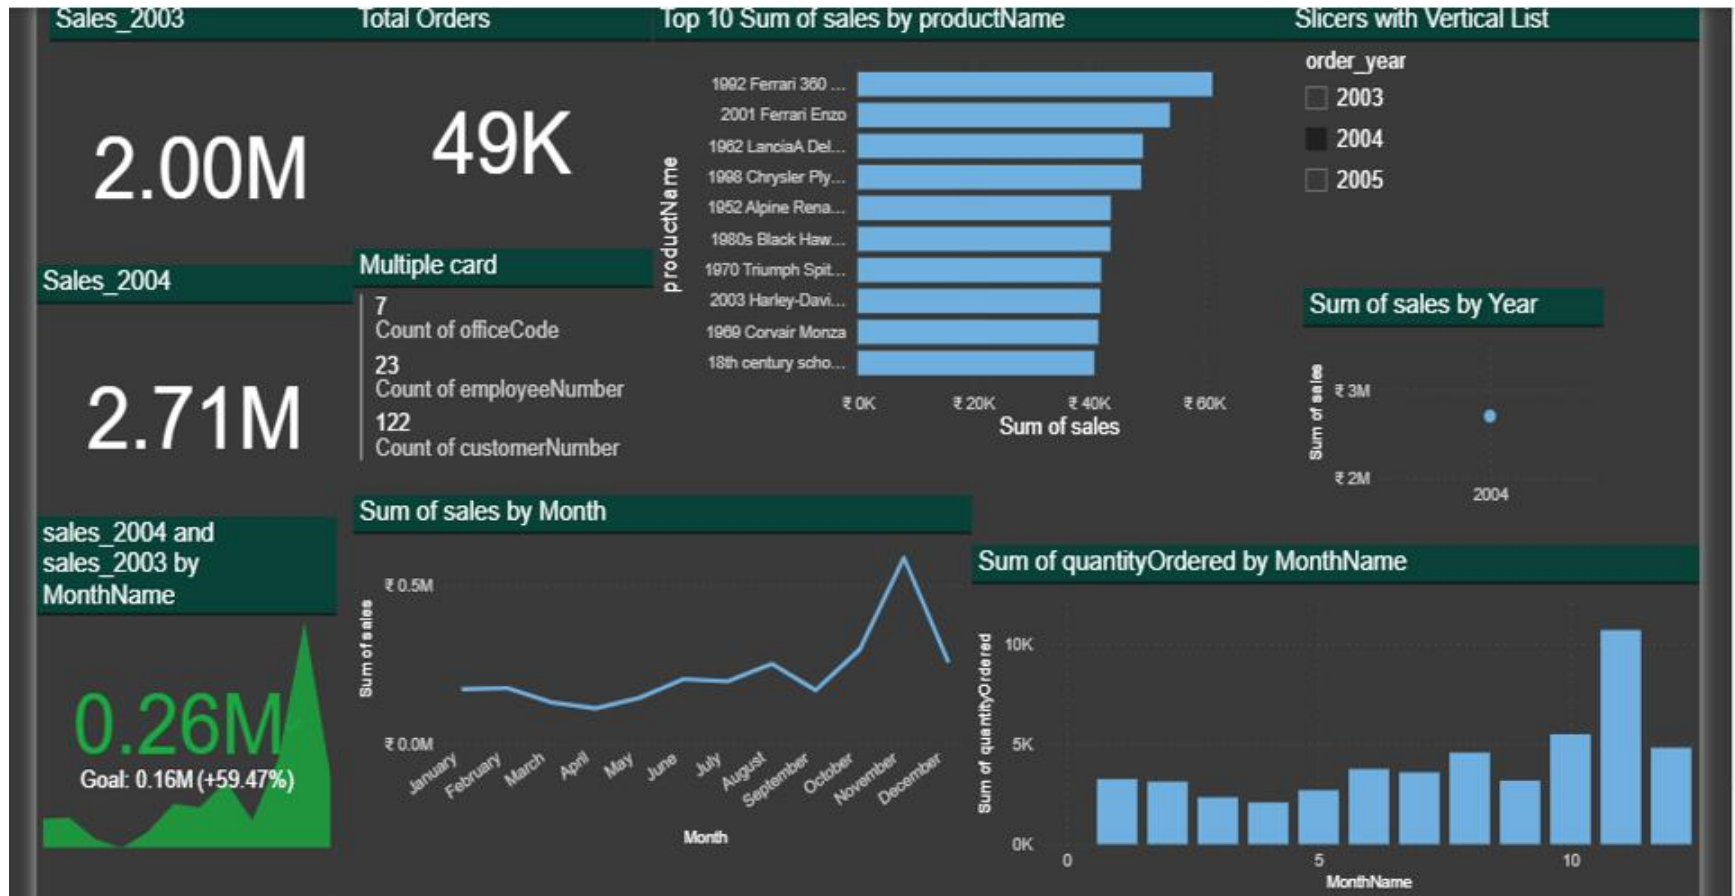 Sales_2003
2.00M
Total Orders
49K
Top 10 Sum of sales by productName
productName
1992 Ferrari 360 ...
2001 Ferrari Enzo
1962 LanciaA Del...
1998 Chrysler Ply...
1952 Alpine Rena...
1980s Black Haw...
1970 Triumph Spit...
2003 Harley-Davi...
1969 Corvair Monza
18th century scho...
₹ 0K ₹ 20K ₹ 40K ₹ 60K
Sum of sales
Slicers with Vertical List
order_year
2003
2004
2005
Sales_2004
2.71M
Multiple card
7
Count of officeCode
23
Count of employeeNumber
122
Count of customerNumber
Sum of sales by Year
Sum of sales
₹ 3M
₹ 2M
2004
sales_2004 and
sales_2003 by
MonthName
0.26M
Goal: 0.16M (+59.47%)
Sum of sales by Month
Sum of sales
₹ 0.5M
₹ 0.0M
January February March April May June July August September October November December
Month
Sum of quantityOrdered by MonthName
Sum of quantityOrdered
10K
5K
0K
0 5 10
MonthName